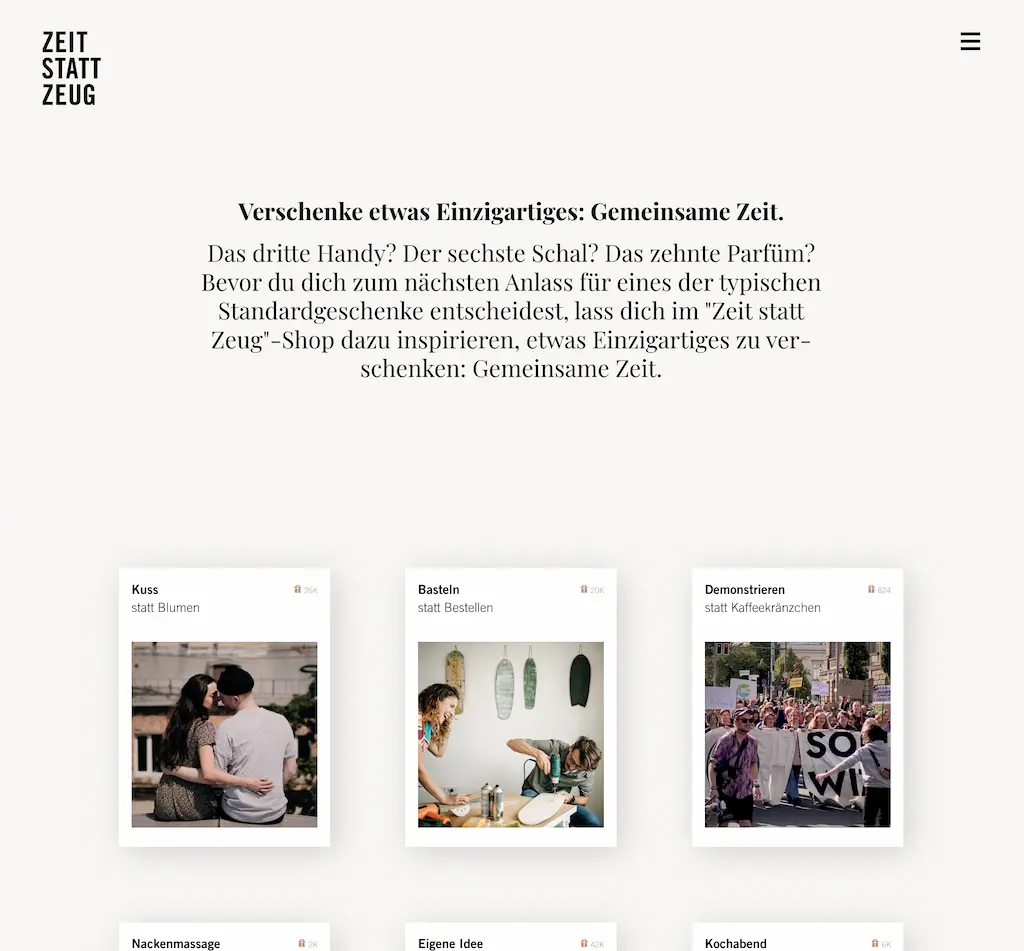 ZEIT
STATT
ZEUG
Verschenke etwas Einzigartiges: Gemeinsame Zeit.
Das dritte Handy? Der sechste Schal? Das zehnte Parfüm?
Bevor du dich zum nächsten Anlass für eines der typischen
Standardgeschenke entscheidest, lass dich im "Zeit statt
Zeug"-Shop dazu inspirieren, etwas Einzigartiges zu ver-
schenken: Gemeinsame Zeit.
Kuss 26K
statt Blumen
Basteln 20K
statt Bestellen
Demonstrieren 824
statt Kaffeekränzchen
SO
WI
Nackenmassage 2K
Eigene Idee 42K
Kochabend 6K